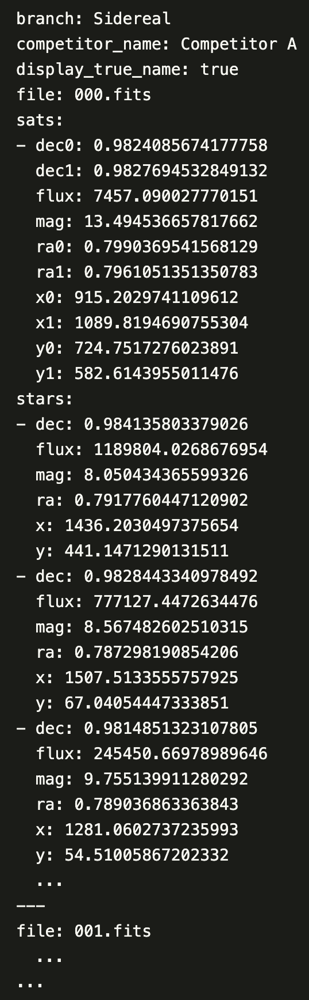 branch: Sidereal
competitor_name: Competitor A
display_true_name: true
file: 000.fits
sats:
- dec0: 0.9824085674177758
  dec1: 0.9827694532849132
  flux: 7457.090027770151
  mag: 13.494536657817662
  ra0: 0.7990369541568129
  ra1: 0.7961051351350783
  x0: 915.2029741109612
  x1: 1089.8194690755304
  y0: 724.7517276023891
  y1: 582.6143955011476
stars:
- dec: 0.984135803379026
  flux: 1189804.0268676954
  mag: 8.050434365599326
  ra: 0.7917760447120902
  x: 1436.2030497375654
  y: 441.1471290131511
- dec: 0.9828443340978492
  flux: 777127.4472634476
  mag: 8.567482602510315
  ra: 0.787298190854206
  x: 1507.5133555757925
  y: 67.04054447333851
- dec: 0.9814851323107805
  flux: 245450.66978989646
  mag: 9.755139911280292
  ra: 0.789036863363843
  x: 1281.0602737235993
  y: 54.51005867202332
  ...
---
file: 001.fits
  ...
...